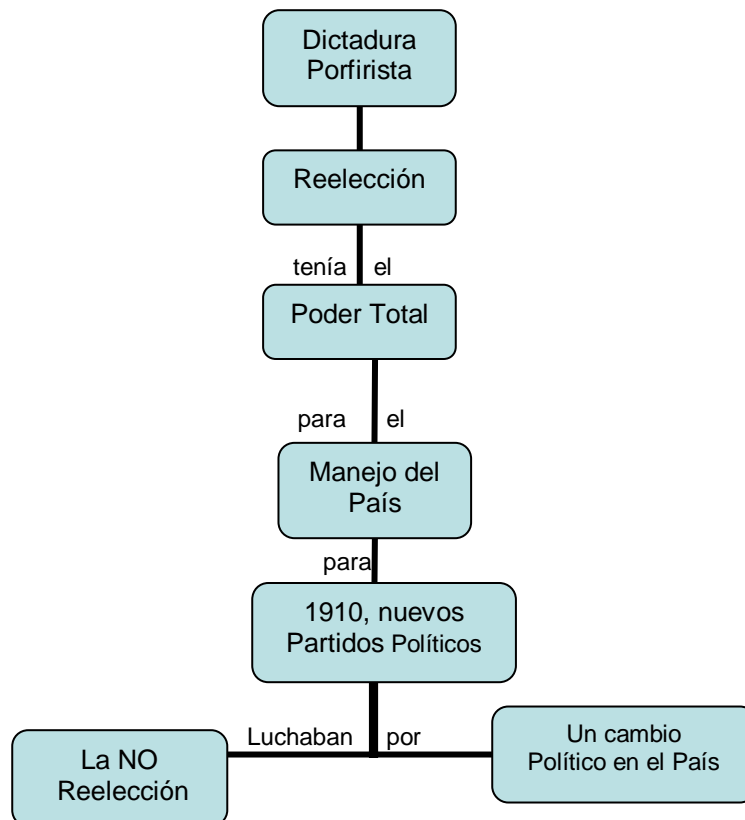 Dictadura
Porfirista
Reelección
tenía el
Poder Total
para el
Manejo del
País
para
1910, nuevos
Partidos Políticos
Luchaban por
La NO
Reelección
Un cambio
Político en el País